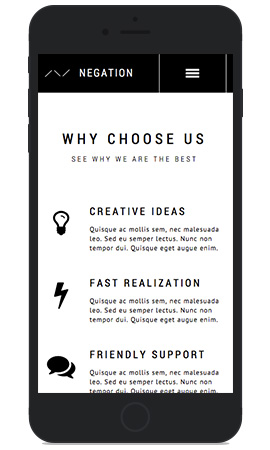 NEGATION
WHY CHOOSE US
SEE WHY WE ARE THE BEST
CREATIVE IDEAS
Quisque ac mollis sem, nec malesuada
leo. Sed eu semper lectus. Nunc non
tempor dui. Quisque eget augue enim.
FAST REALIZATION
Quisque ac mollis sem, nec malesuada
leo. Sed eu semper lectus. Nunc non
tempor dui. Quisque eget augue enim.
FRIENDLY SUPPORT
Quisque ac mollis sem, nec malesuada
leo. Sed eu semper lectus. Nunc non
tempor dui. Quisque eget augue enim.